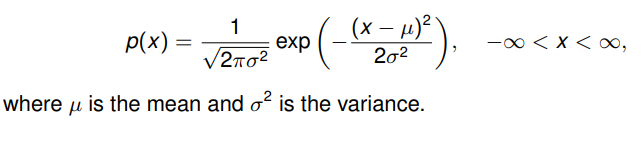 p(x) = 1/√(2πσ²) exp(−(x − μ)²/2σ²), −∞ < x < ∞,
where μ is the mean and σ² is the variance.